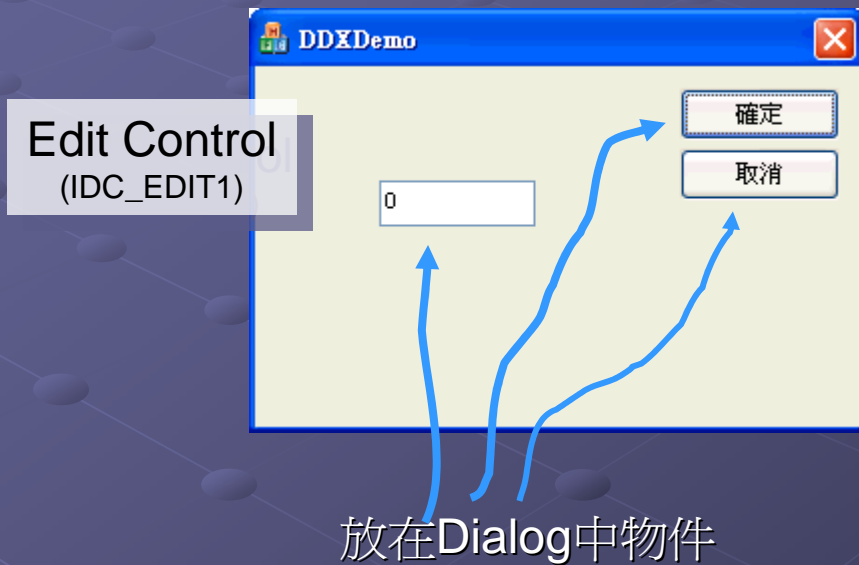 DDXDemo
確定
Edit Control
(IDC_EDIT1)
取消
0
放在Dialog中物件